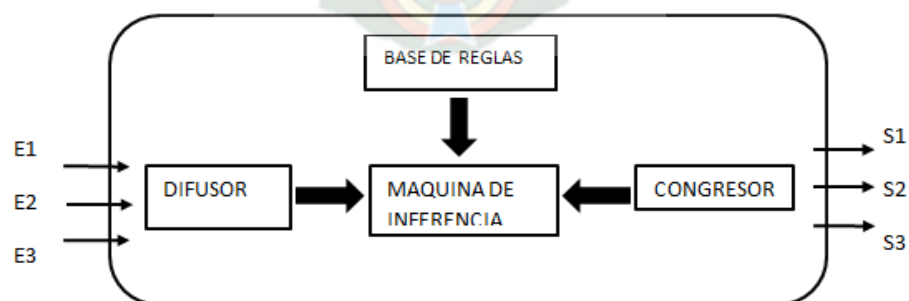 BASE DE REGLAS
E1
E2
E3
DIFUSOR
MAQUINA DE
INFERENCIA
CONGRESOR
S1
S2
S3